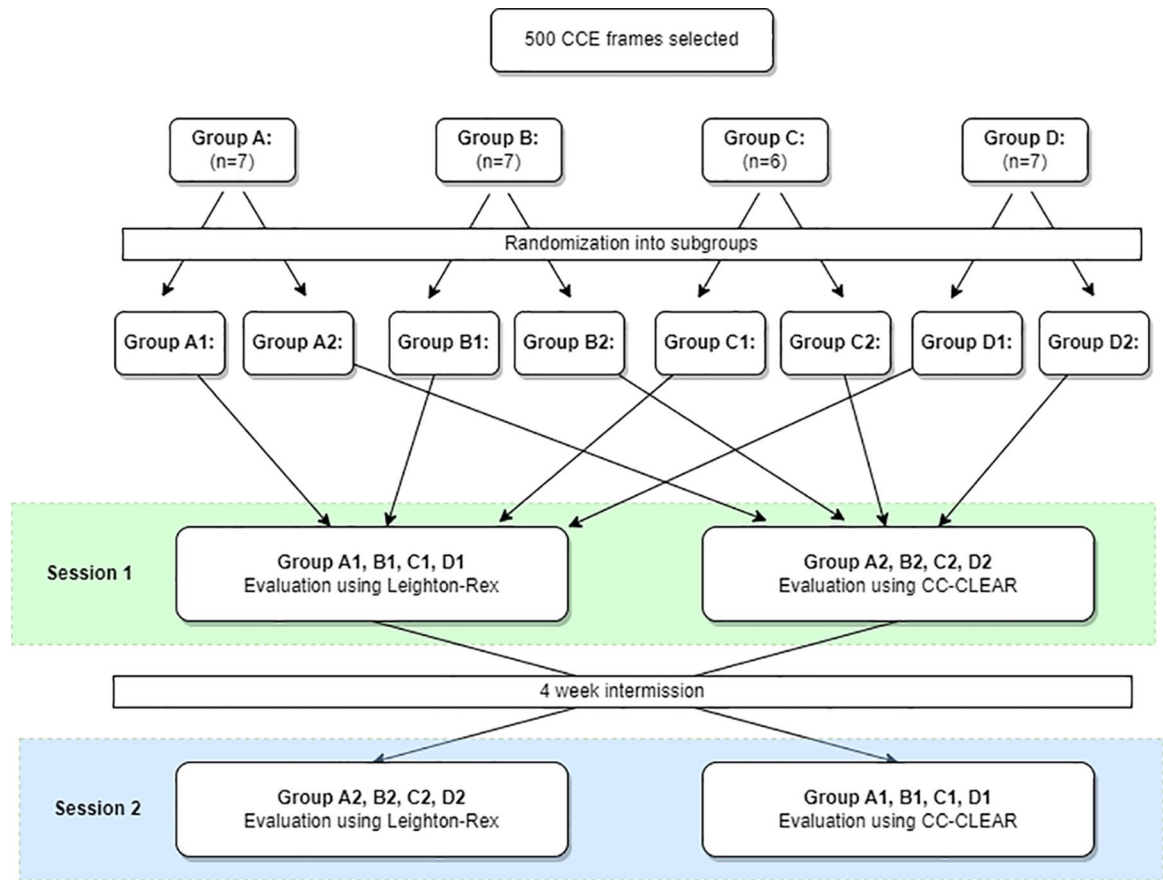 500 CCE frames selected
Group A:
(n=7)
Group B:
(n=7)
Group C:
(n=6)
Group D:
(n=7)
Randomization into subgroups
Group A1:
Group A2:
Group B1:
Group B2:
Group C1:
Group C2:
Group D1:
Group D2:
Session 1
Group A1, B1, C1, D1
Evaluation using Leighton-Rex
Group A2, B2, C2, D2
Evaluation using CC-CLEAR
4 week intermission
Session 2
Group A2, B2, C2, D2
Evaluation using Leighton-Rex
Group A1, B1, C1, D1
Evaluation using CC-CLEAR